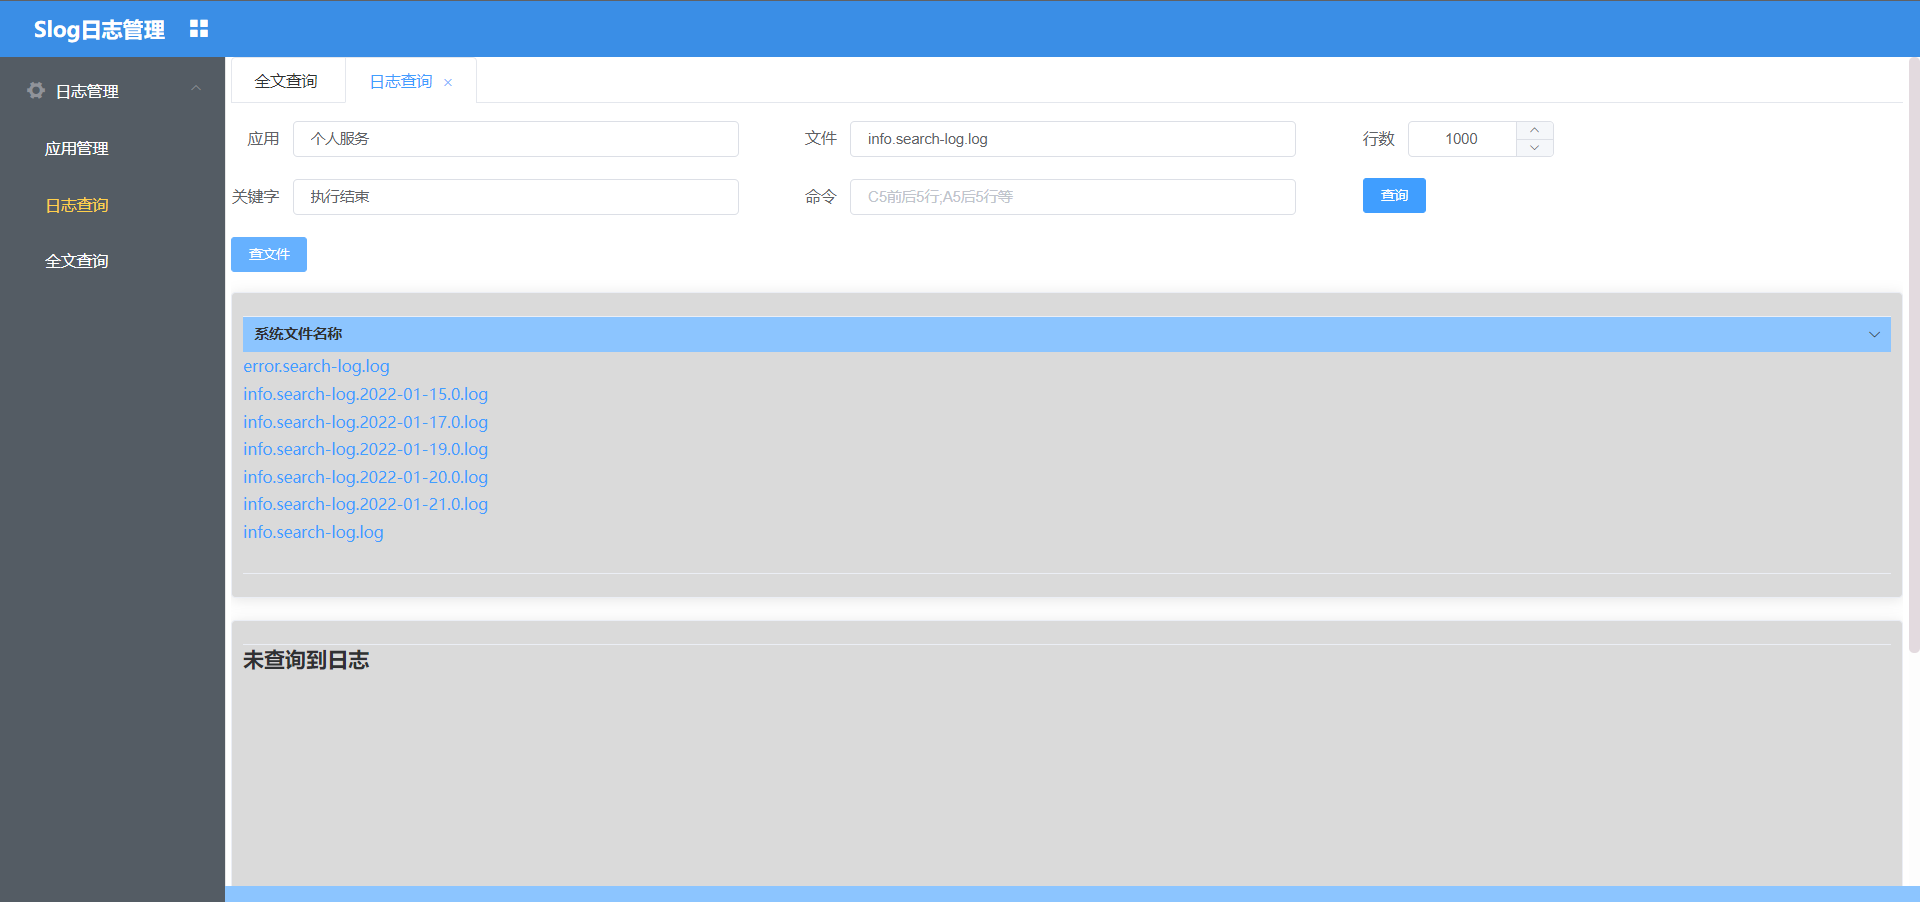 Slog日志管理
日志管理
应用管理
日志查询
全文查询
全文查询
日志查询
应用
个人服务
文件
info.search-log.log
行数
1000
关键字
执行结束
命令
C5前后5行;A5后5行等
查询
查文件
系统文件名称
error.search-log.log
info.search-log.2022-01-15.0.log
info.search-log.2022-01-17.0.log
info.search-log.2022-01-19.0.log
info.search-log.2022-01-20.0.log
info.search-log.2022-01-21.0.log
info.search-log.log
未查询到日志